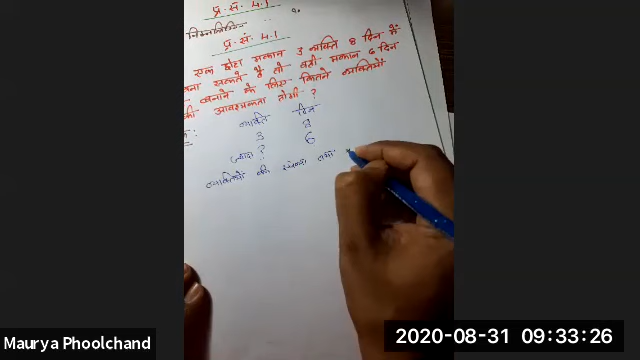 प्र. सं. 4.1
निम्नलिखित
प्र. सं. 4.1
एक छोटा मकान 3 व्यक्ति 8 दिन में
बना सकते है तो वही मकान 6 दिन
बनाने के लिए कितने व्यक्तियों
की आवश्यकता होगी ?
व्यक्ति दिन
3 8
ज्यादा ? 6
व्यक्तियों की संख्या
Maurya Phoolchand
2020-08-31 09:33:26